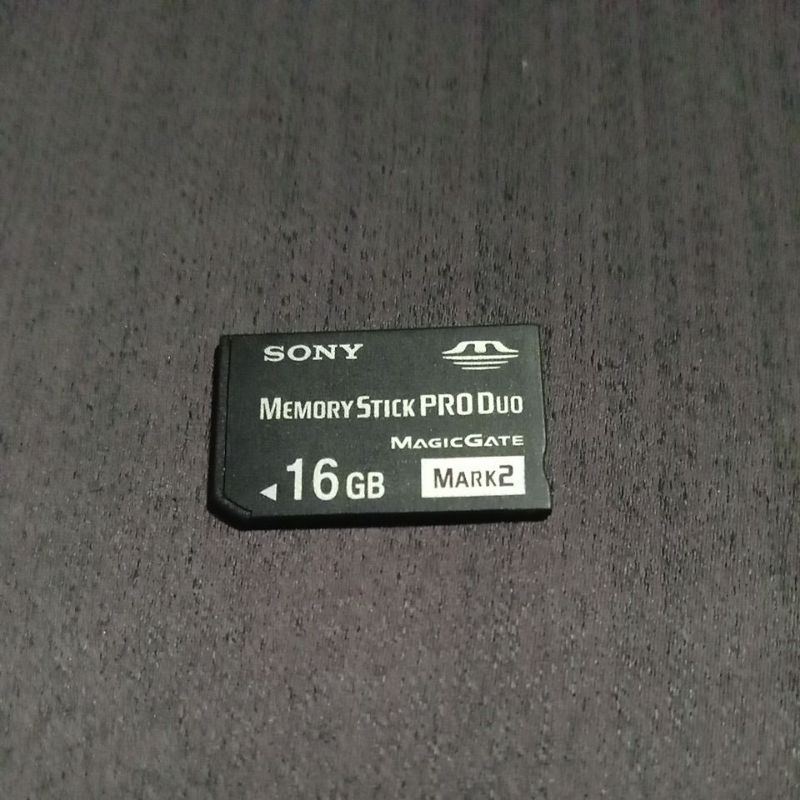 SONY
MEMORY STICK PRO DUO
MAGICGATE
16 GB
MARK2